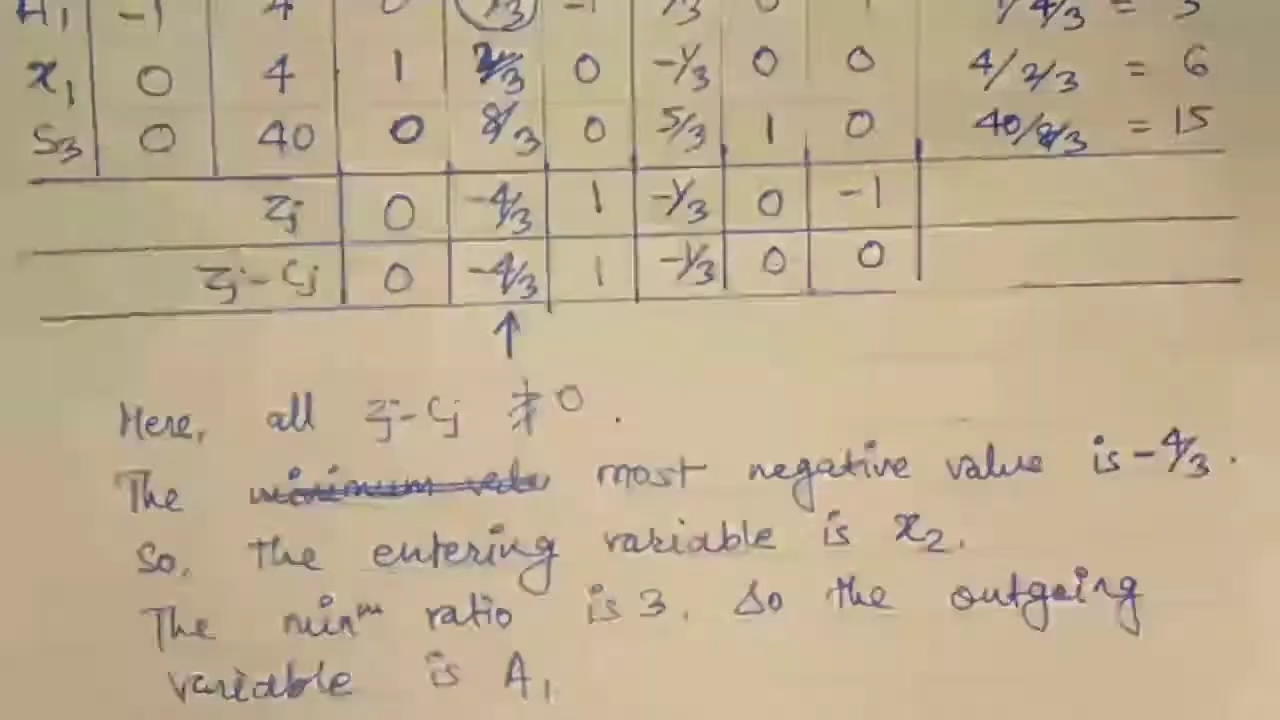 A₁ -1 4 0 4/3 -1 1/3 0 1 4/4/3 = 3
x₁ 0 4 1 2/3 0 -1/3 0 0 4/2/3 = 6
S₃ 0 40 0 8/3 0 5/3 1 0 40/8/3 = 15
Zj 0 -4/3 1 -1/3 0 -1
Zj-Cj 0 -4/3 1 -1/3 0 0
↑
Here, all Zj-Cj ≱ 0.
The most negative value is -4/3.
So, the entering variable is x₂.
The minᵐ ratio is 3. So the outgoing
variable is A₁